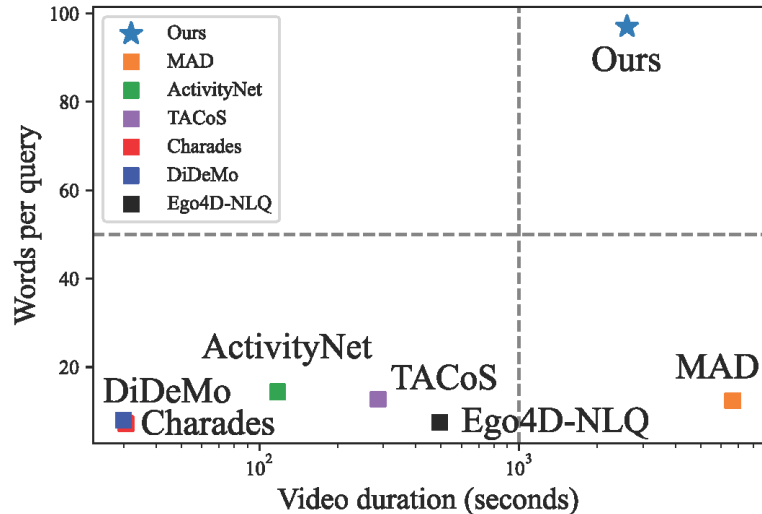 100
80
60
40
20
Words per query
Ours
MAD
ActivityNet
TACoS
Charades
DiDeMo
Ego4D-NLQ
Ours
ActivityNet
DiDeMo
Charades
TACoS
Ego4D-NLQ
MAD
10²
10³
Video duration (seconds)